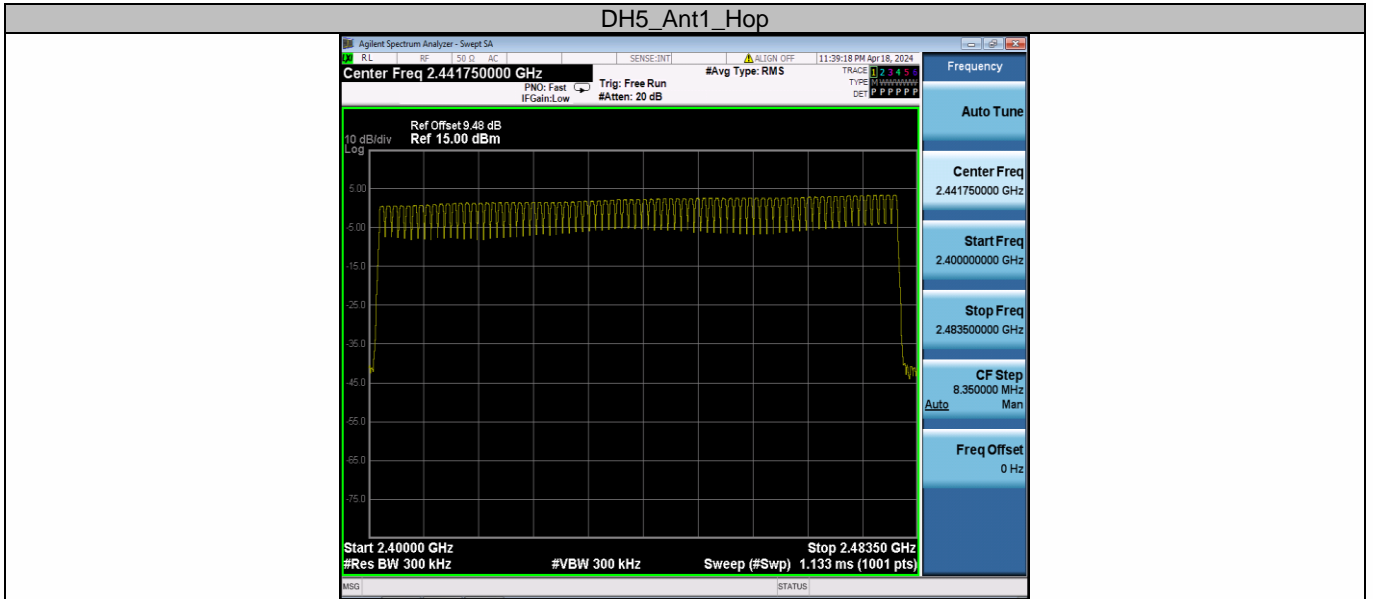 DH5_Ant1_Hop
Agilent Spectrum Analyzer - Swept SA
RL RF 50 Ω AC SENSE:INT ALIGN OFF 11:39:18 PM Apr 18, 2024
Center Freq 2.441750000 GHz
PNO: Fast
IFGain:Low
Trig: Free Run
#Atten: 20 dB
#Avg Type: RMS
TRACE 1 2 3 4 5 6
TYPE M WWWWW
DET P P P P P P
Ref Offset 9.48 dB
10 dB/div Ref 15.00 dBm
Log
5.00
-5.00
-15.0
-25.0
-35.0
-45.0
-55.0
-65.0
-75.0
Start 2.40000 GHz Stop 2.48350 GHz
#Res BW 300 kHz #VBW 300 kHz Sweep (#Swp) 1.133 ms (1001 pts)
MSG STATUS
Frequency
Auto Tune
Center Freq
2.441750000 GHz
Start Freq
2.400000000 GHz
Stop Freq
2.483500000 GHz
CF Step
8.350000 MHz
Auto Man
Freq Offset
0 Hz